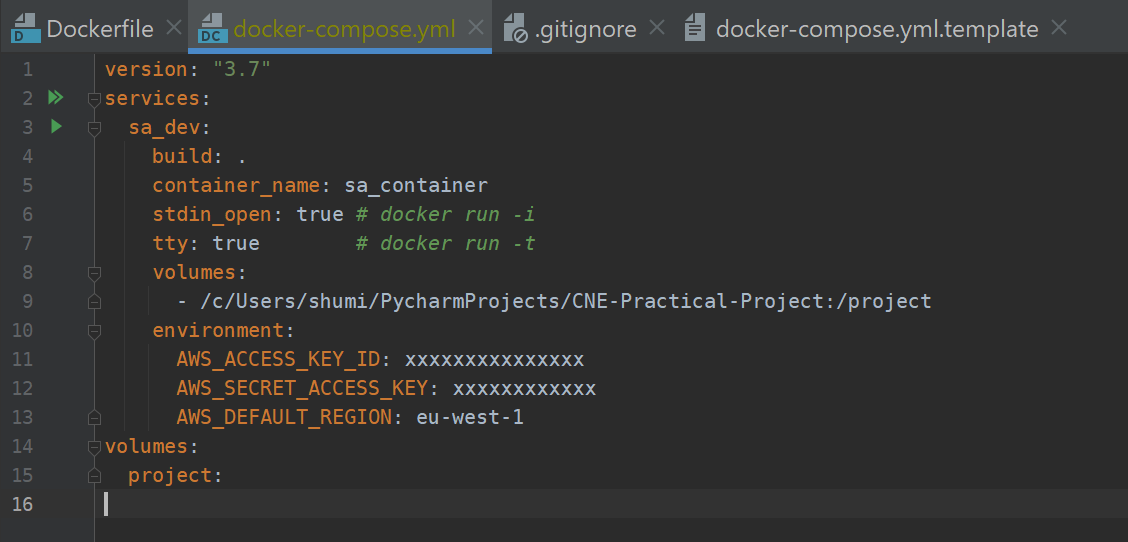 D Dockerfile DC docker-compose.yml .gitignore docker-compose.yml.template
1 version: "3.7"
2 services:
3   sa_dev:
4     build: .
5     container_name: sa_container
6     stdin_open: true # docker run -i
7     tty: true        # docker run -t
8     volumes:
9       - /c/Users/shumi/PycharmProjects/CNE-Practical-Project:/project
10     environment:
11       AWS_ACCESS_KEY_ID: xxxxxxxxxxxxxxx
12       AWS_SECRET_ACCESS_KEY: xxxxxxxxxxxx
13       AWS_DEFAULT_REGION: eu-west-1
14 volumes:
15   project:
16